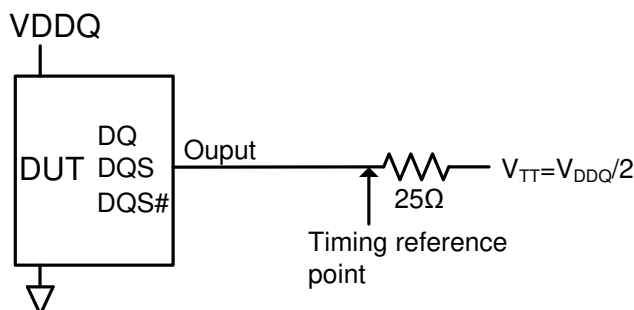 VDDQ
DUT
DQ
DQS
DQS#
Ouput
25Ω
V_TT=V_DDQ/2
Timing reference
point